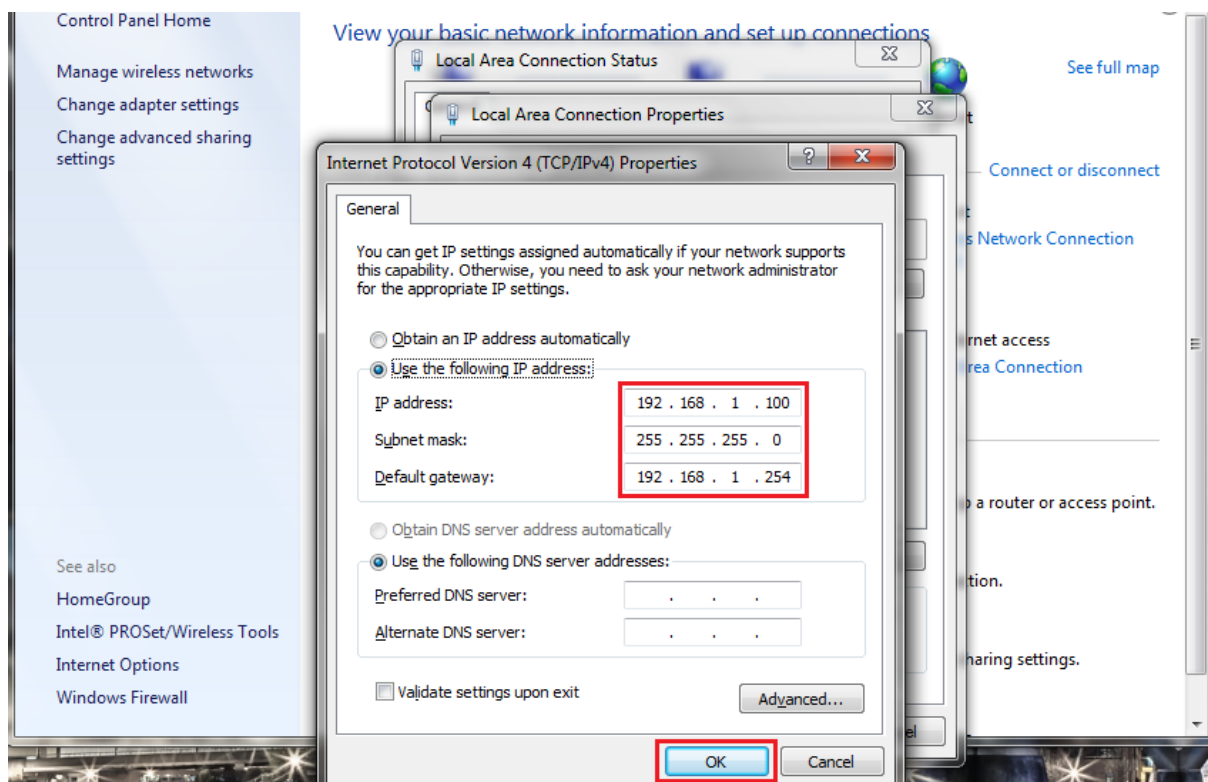 Control Panel Home
Manage wireless networks
Change adapter settings
Change advanced sharing
settings
See also
HomeGroup
Intel® PROSet/Wireless Tools
Internet Options
Windows Firewall
View your basic network information and set up connections
See full map
Connect or disconnect
s Network Connection
rnet access
rea Connection
a router or access point.
tion.
haring settings.
Local Area Connection Status
Local Area Connection Properties
Internet Protocol Version 4 (TCP/IPv4) Properties
General
You can get IP settings assigned automatically if your network supports
this capability. Otherwise, you need to ask your network administrator
for the appropriate IP settings.
Obtain an IP address automatically
Use the following IP address:
IP address: 192 . 168 . 1 . 100
Subnet mask: 255 . 255 . 255 . 0
Default gateway: 192 . 168 . 1 . 254
Obtain DNS server address automatically
Use the following DNS server addresses:
Preferred DNS server: . . .
Alternate DNS server: . . .
Validate settings upon exit
Advanced...
OK
Cancel